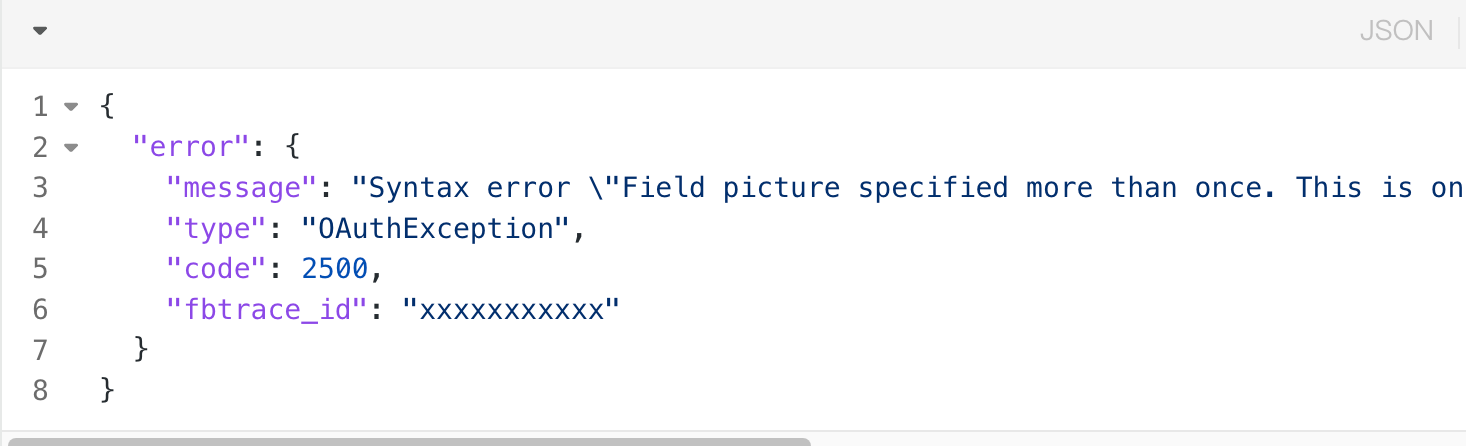 JSON
1 {
2 "error": {
3 "message": "Syntax error \"Field picture specified more than once. This is on
4 "type": "OAuthException",
5 "code": 2500,
6 "fbtrace_id": "xxxxxxxxxxx"
7 }
8 }